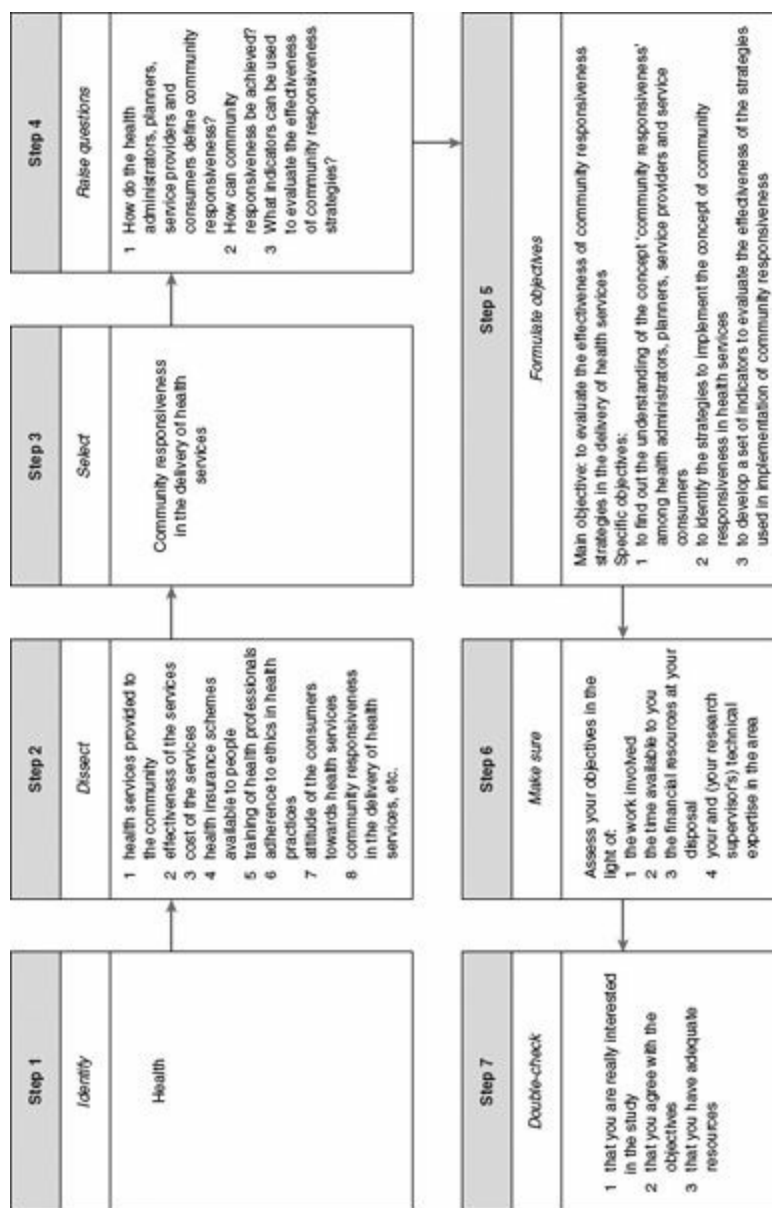 Step 1
Identify
Health
Step 2
Dissect
1 health services provided to
the community
2 effectiveness of the services
3 cost of the services
4 health insurance schemes
available to people
5 training of health professionals
6 adherence to ethics in health
practices
7 attitude of the consumers
towards health services
8 community responsiveness
in the delivery of health
services, etc.
Step 3
Select
Community responsiveness
in the delivery of health
services
Step 4
Raise questions
1 How do the health
administrators, planners,
service providers and
consumers define community
responsiveness?
2 How can community
responsiveness be achieved?
3 What indicators can be used
to evaluate the effectiveness
of community responsiveness
strategies?
Step 5
Formulate objectives
Main objective: to evaluate the effectiveness of community responsiveness
strategies in the delivery of health services
Specific objectives:
1 to find out the understanding of the concept 'community responsiveness'
among health administrators, planners, service providers and service
consumers
2 to identify the strategies to implement the concept of community
responsiveness in health services
3 to develop a set of indicators to evaluate the effectiveness of the strategies
used in implementation of community responsiveness
Step 6
Make sure
Assess your objectives in the
light of:
1 the work involved
2 the time available to you
3 the financial resources at your
disposal
4 your and (your research
supervisor's) technical
expertise in the area
Step 7
Double-check
1 that you are really interested
in the study
2 that you agree with the
objectives
3 that you have adequate
resources